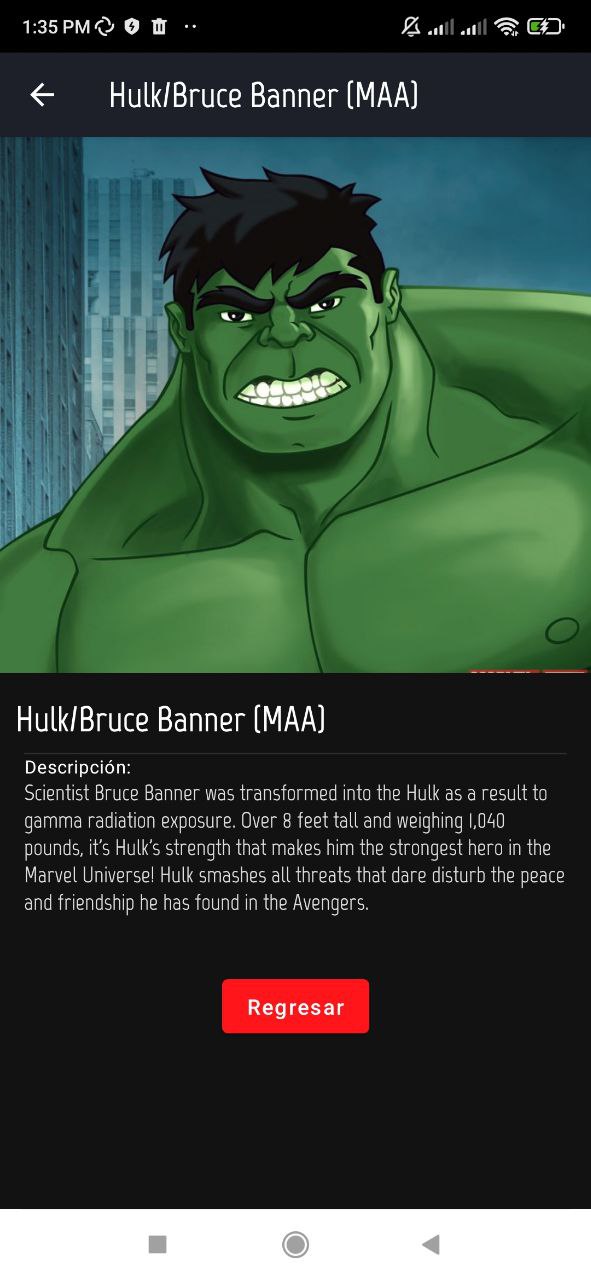 1:35 PM
Hulk/Bruce Banner (MAA)
Hulk/Bruce Banner (MAA)
Descripción:
Scientist Bruce Banner was transformed into the Hulk as a result to
gamma radiation exposure. Over 8 feet tall and weighing 1,040
pounds, it's Hulk's strength that makes him the strongest hero in the
Marvel Universe! Hulk smashes all threats that dare disturb the peace
and friendship he has found in the Avengers.
Regresar